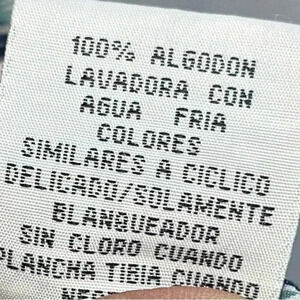 100% ALGODON
LAVADORA CON
AGUA FRIA
COLORES
SIMILARES A CICLICO
DELICADO/SOLAMENTE
BLANQUEADOR
SIN CLORO CUANDO
PLANCHA TIBIA CUANDO